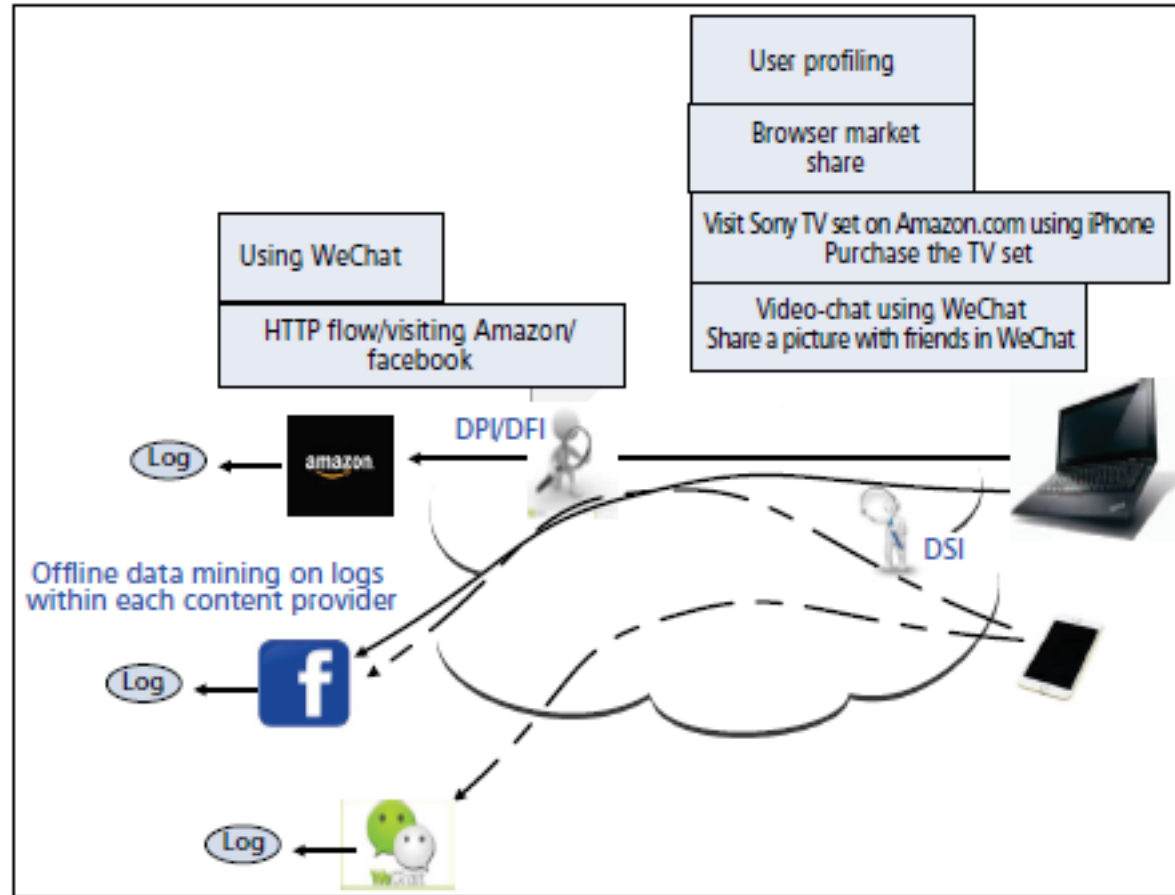 User profiling
Browser market
share
Visit Sony TV set on Amazon.com using iPhone
Purchase the TV set
Using WeChat
Video-chat using WeChat
Share a picture with friends in WeChat
HTTP flow/visiting Amazon/
facebook
DPI/DFI
Log
amazon
DSI
Offline data mining on logs
within each content provider
Log
f
Log
WeChat